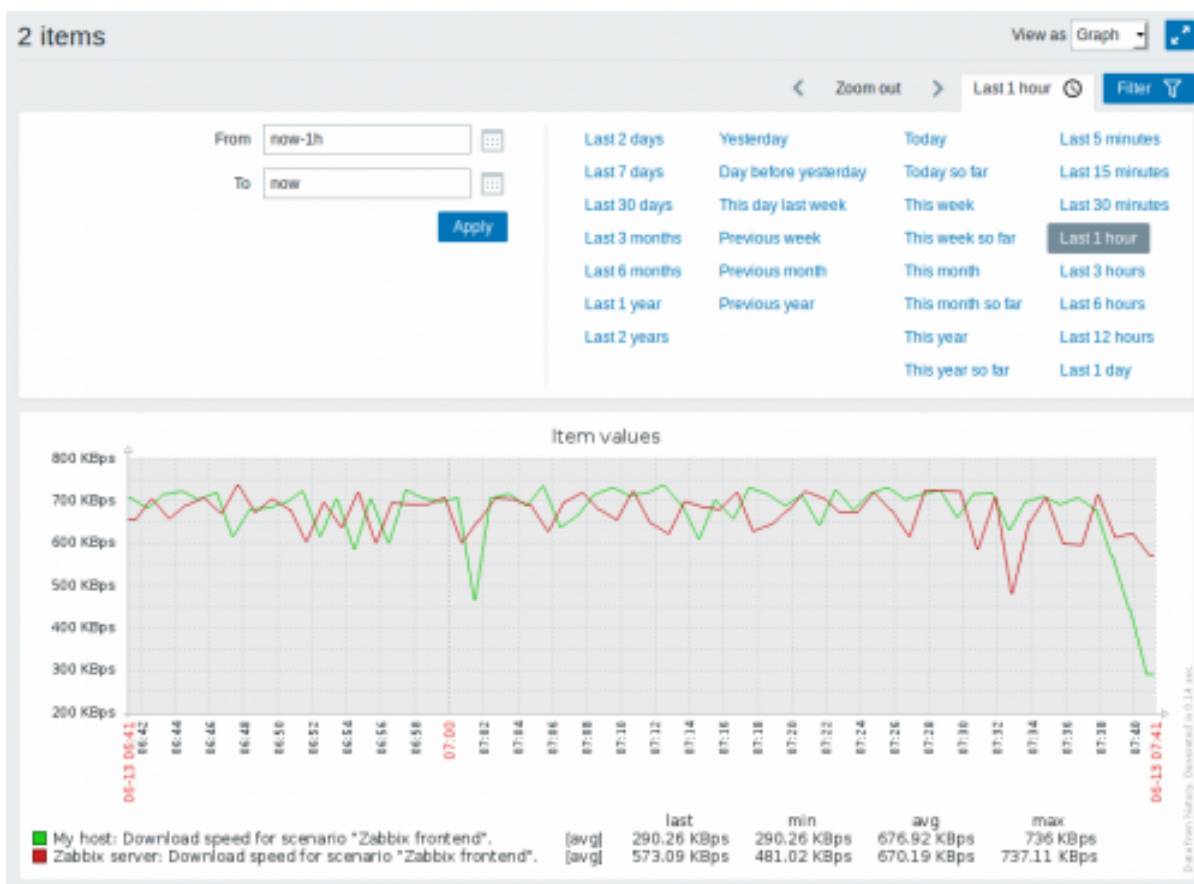 2 items
View as Graph
Zoom out
Last 1 hour
Filter
From now-1h
To now
Apply
Last 2 days Yesterday Today Last 5 minutes
Last 7 days Day before yesterday Today so far Last 15 minutes
Last 30 days This day last week This week Last 30 minutes
Last 3 months Previous week This week so far Last 1 hour
Last 6 months Previous month This month Last 3 hours
Last 1 year Previous year This month so far Last 6 hours
Last 2 years This year Last 12 hours
This year so far Last 1 day
Item values
800 KBps
700 KBps
600 KBps
500 KBps
400 KBps
300 KBps
200 KBps
06-13 06:41 06:42 06:44 06:46 06:48 06:50 06:52 06:54 06:56 06:58 07:00 07:02 07:04 07:06 07:08 07:10 07:12 07:14 07:16 07:18 07:20 07:22 07:24 07:26 07:28 07:30 07:32 07:34 07:36 07:38 07:40 06-13 07:41
last min avg max
My host: Download speed for scenario "Zabbix frontend". [avg] 290.26 KBps 290.26 KBps 676.92 KBps 736 KBps
Zabbix server: Download speed for scenario "Zabbix frontend". [avg] 573.09 KBps 481.02 KBps 670.19 KBps 737.11 KBps
Data from history. Generated in 0.14 sec.